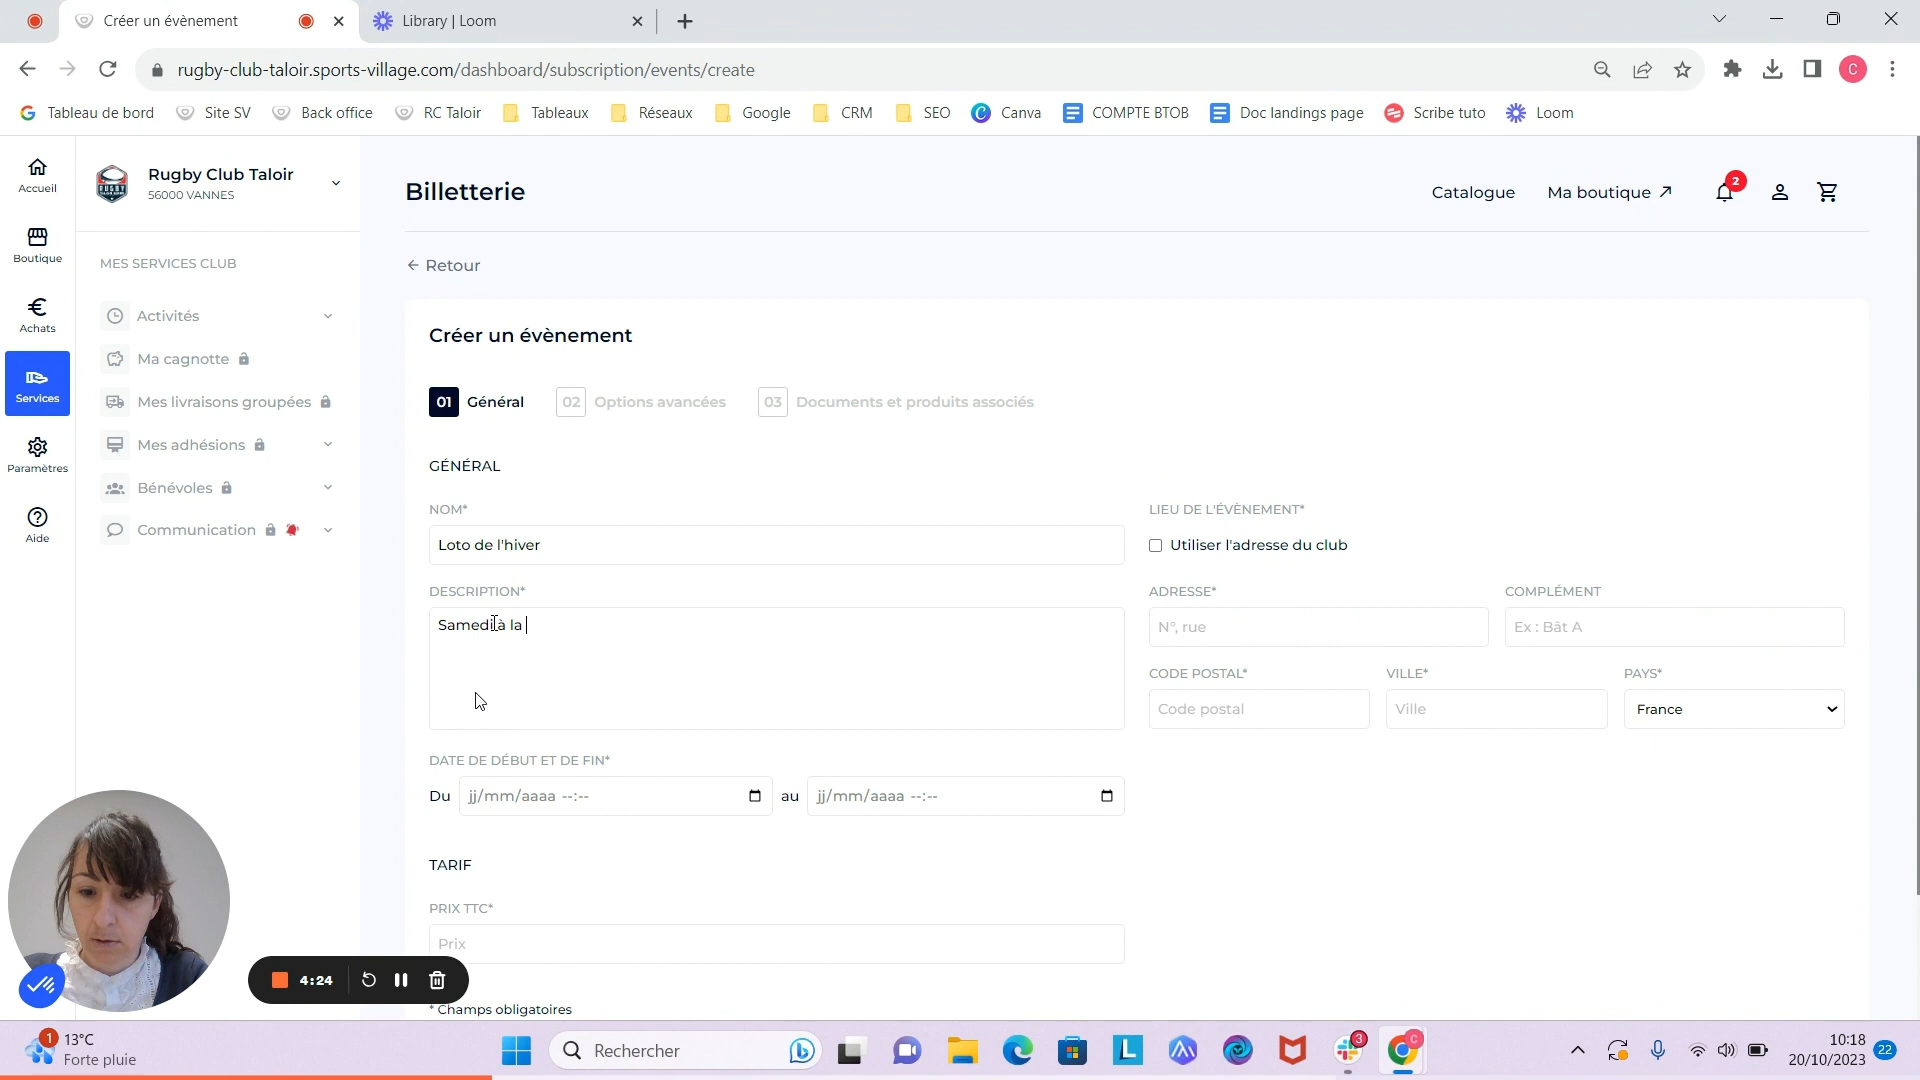 Créer un évènement
Library | Loom
rugby-club-taloir.sports-village.com/dashboard/subscription/events/create
C
Tableau de bord
Site SV
Back office
RC Taloir
Tableaux
Réseaux
Google
CRM
SEO
Canva
COMPTE BTOB
Doc landings page
Scribe tuto
Loom
Accueil
Boutique
Achats
Services
Paramètres
Aide
Rugby Club Taloir
56000 VANNES
MES SERVICES CLUB
Activités
Ma cagnotte
Mes livraisons groupées
Mes adhésions
Bénévoles
Communication
Billetterie
Catalogue
Ma boutique
2
Retour
Créer un évènement
01 Général
02 Options avancées
03 Documents et produits associés
GÉNÉRAL
NOM*
Loto de l'hiver
DESCRIPTION*
Samedi à la
DATE DE DÉBUT ET DE FIN*
Du jj/mm/aaaa --:-- au jj/mm/aaaa --:--
TARIF
PRIX TTC*
Prix
* Champs obligatoires
LIEU DE L'ÉVÈNEMENT*
Utiliser l'adresse du club
ADRESSE*
N°, rue
COMPLÉMENT
Ex : Bât A
CODE POSTAL*
Code postal
VILLE*
Ville
PAYS*
France
4:24
1
13°C
Forte pluie
Rechercher
3
C
10:18
20/10/2023
22